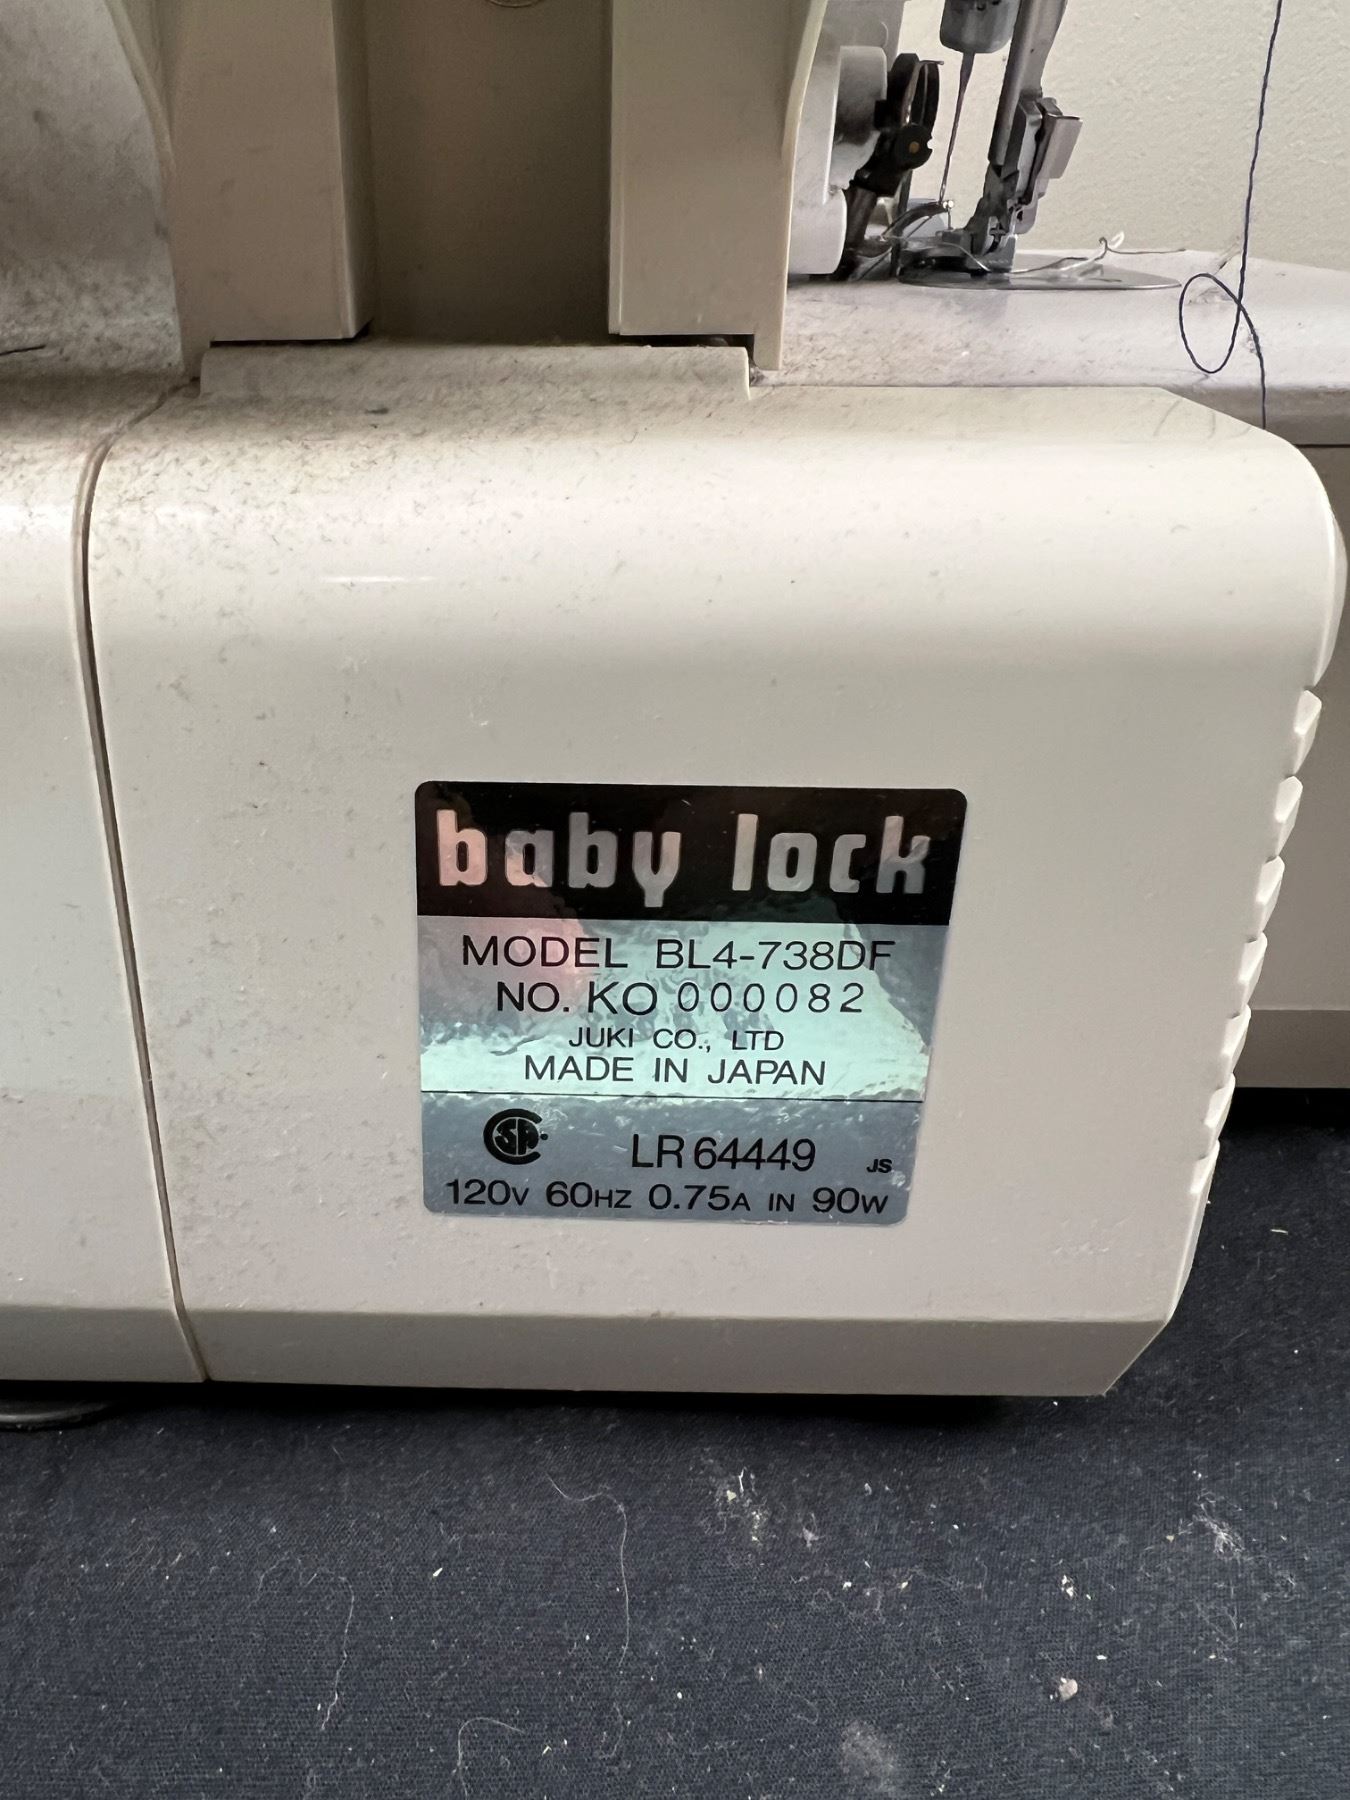 baby lock
MODEL BL4-738DF
NO. KO 000082
JUKI CO., LTD
MADE IN JAPAN
CSA LR 64449 JS
120V 60HZ 0.75A IN 90W